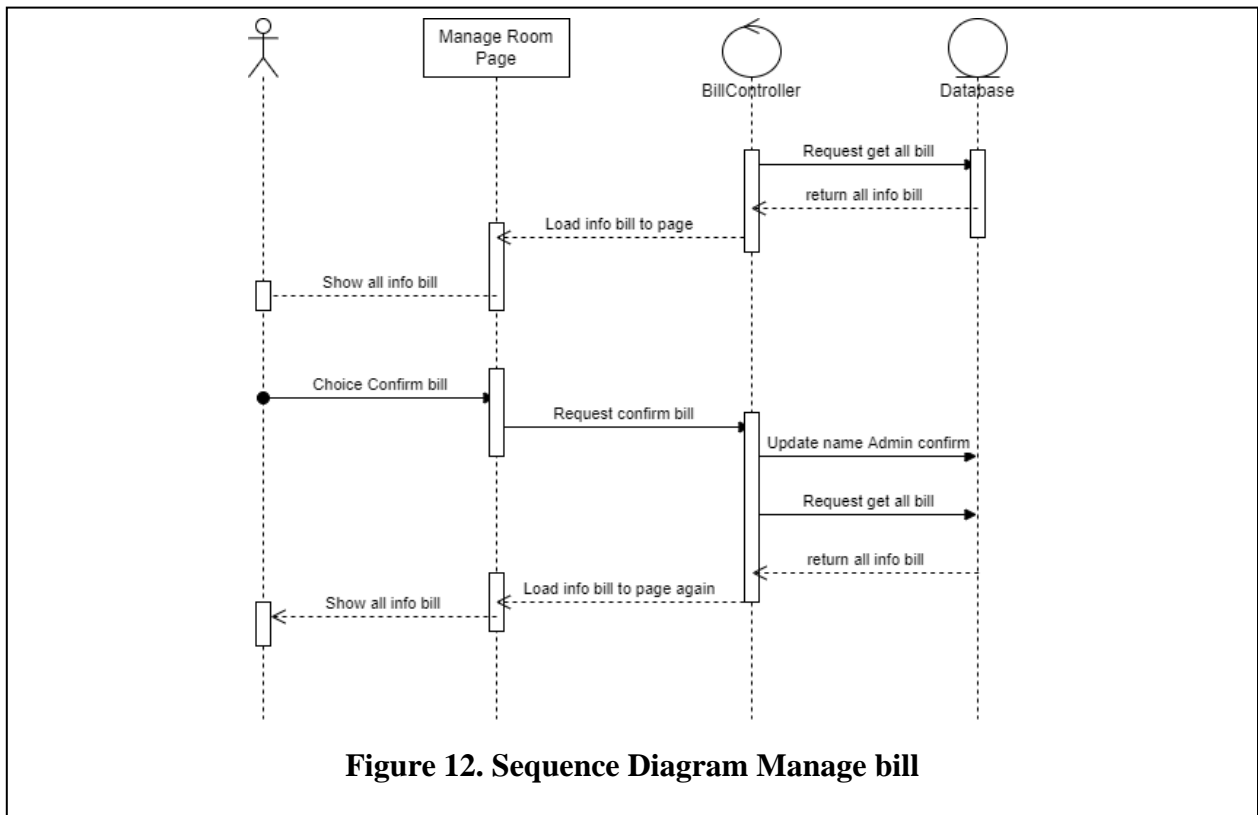 Manage Room
Page
BillController
Database
Request get all bill
return all info bill
Load info bill to page
Show all info bill
Choice Confirm bill
Request confirm bill
Update name Admin confirm
Request get all bill
return all info bill
Load info bill to page again
Show all info bill
Figure 12. Sequence Diagram Manage bill